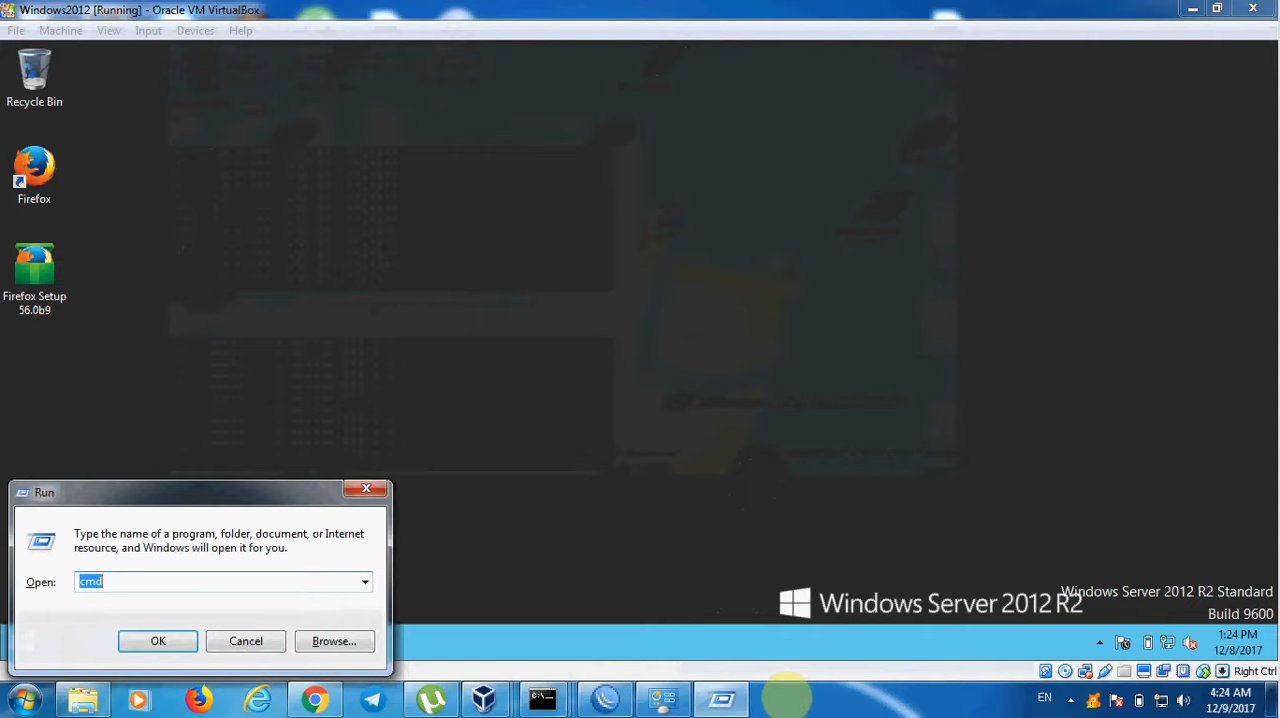 Windows2012 [Running] - Oracle VM VirtualBox
File Machine View Input Devices Help
Recycle Bin
Firefox
Firefox Setup
56.0b9
Run
Type the name of a program, folder, document, or Internet
resource, and Windows will open it for you.
Open: cmd
OK Cancel Browse...
Windows Server 2012 R2
Windows Server 2012 R2 Standard
Build 9600
1:24 PM
12/8/2017
Right Ctrl
C:\
EN
4:24 AM
12/9/2017